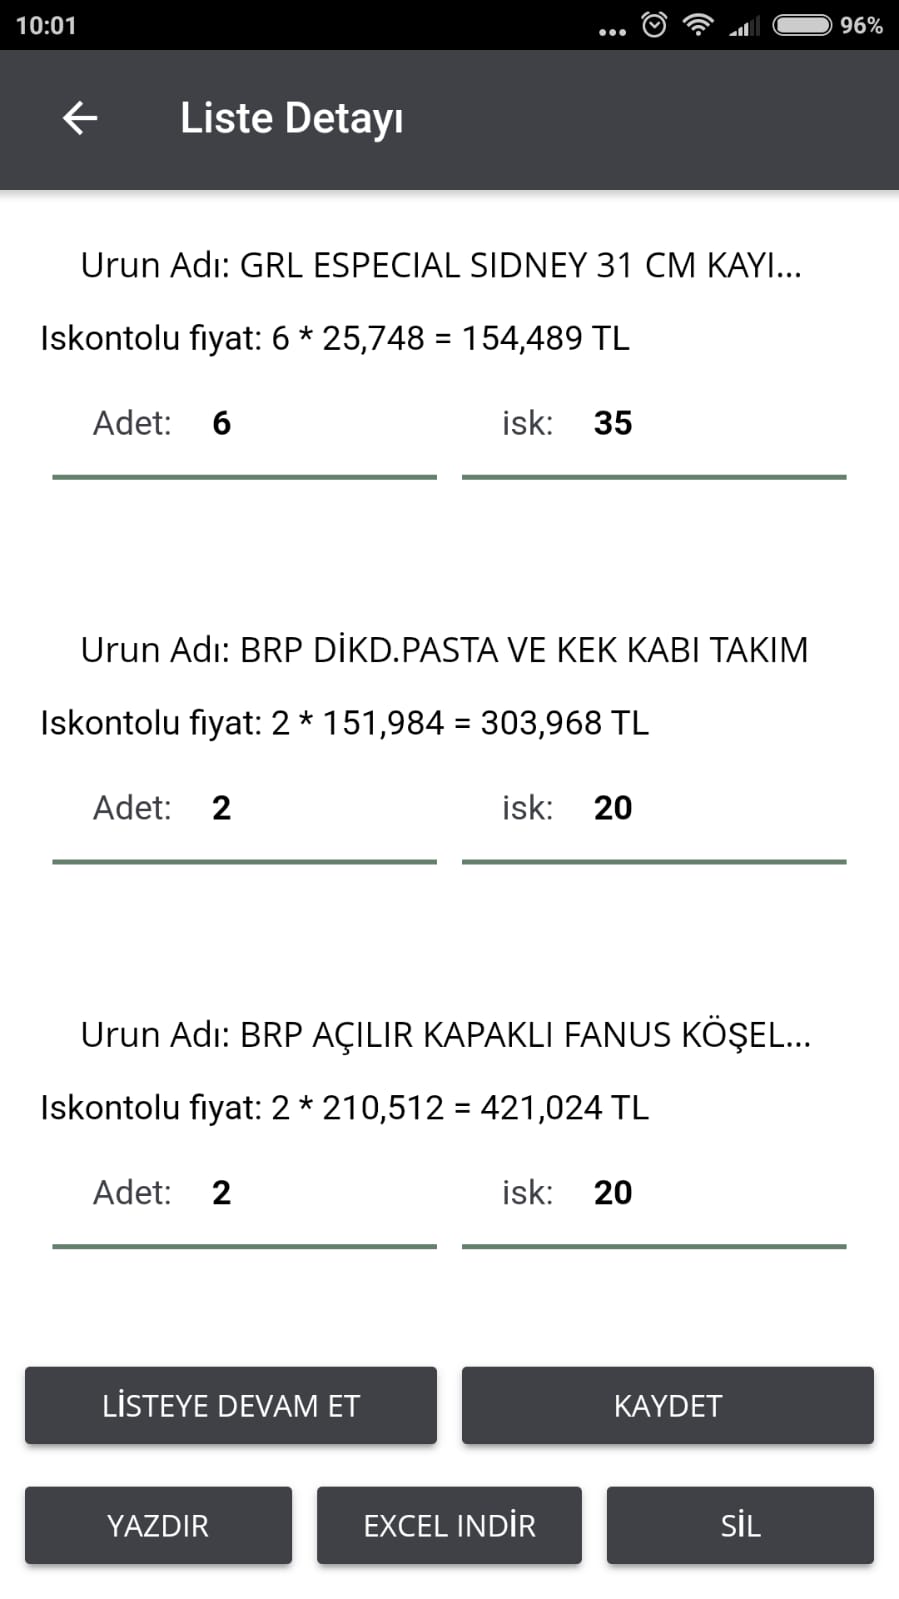 10:01
96%
Liste Detayı
Urun Adı: GRL ESPECIAL SIDNEY 31 CM KAYI...
Iskontolu fiyat: 6 * 25,748 = 154,489 TL
Adet: 6 isk: 35
Urun Adı: BRP DİKD.PASTA VE KEK KABI TAKIM
Iskontolu fiyat: 2 * 151,984 = 303,968 TL
Adet: 2 isk: 20
Urun Adı: BRP AÇILIR KAPAKLI FANUS KÖŞEL...
Iskontolu fiyat: 2 * 210,512 = 421,024 TL
Adet: 2 isk: 20
LİSTEYE DEVAM ET
KAYDET
YAZDIR
EXCEL INDİR
SİL